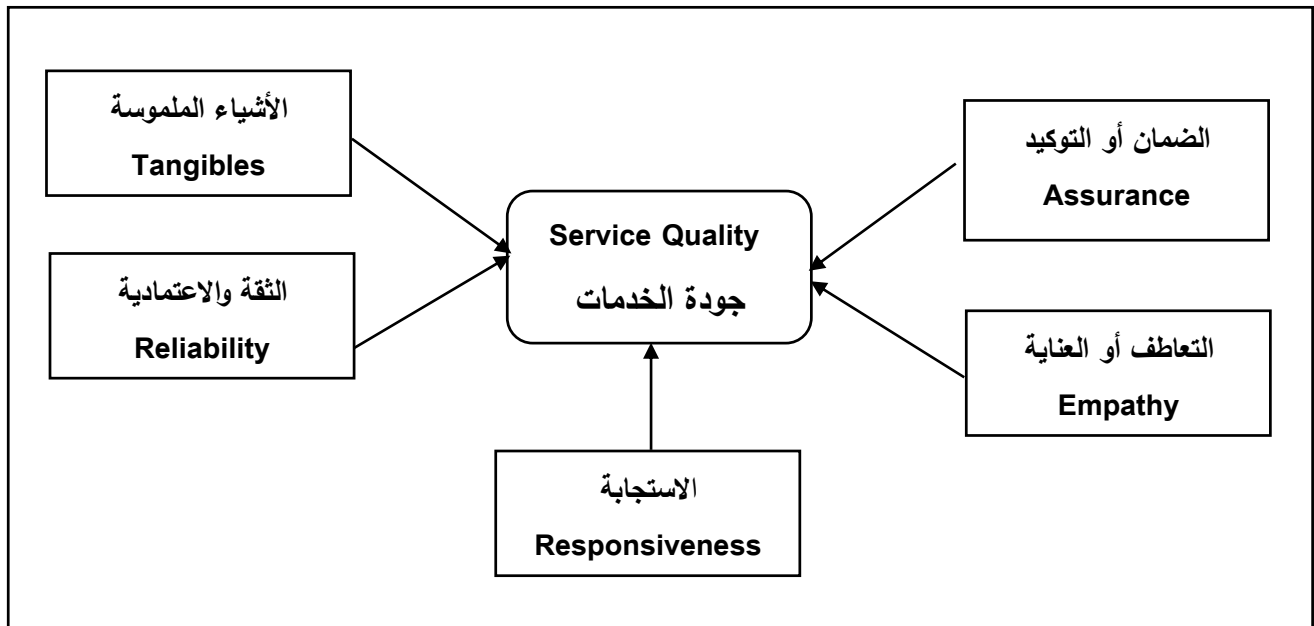 الأشياء الملموسة
Tangibles
الضمان أو التوكيد
Assurance
Service Quality
جودة الخدمات
الثقة والاعتمادية
Reliability
التعاطف أو العناية
Empathy
الاستجابة
Responsiveness